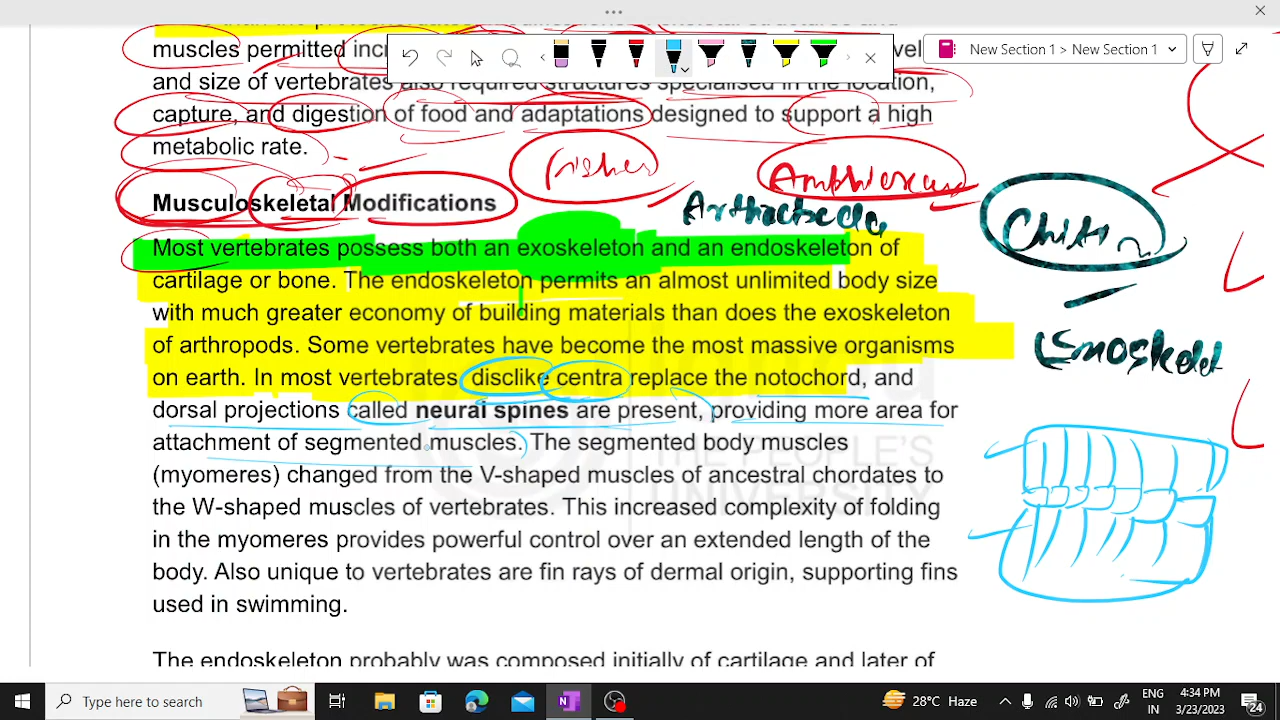 muscles permitted incr
New Section 1 > New Section 1
and size of vertebrates also required structures specialised in the location,
capture, and digestion of food and adaptations designed to support a high
metabolic rate.
Fishes
Amphioxus
Musculoskeletal Modifications
Arthropoda
Chitin
Most vertebrates possess both an exoskeleton and an endoskeleton of
cartilage or bone. The endoskeleton permits an almost unlimited body size
with much greater economy of building materials than does the exoskeleton
of arthropods. Some vertebrates have become the most massive organisms
on earth. In most vertebrates disclike centra replace the notochord, and
dorsal projections called neural spines are present, providing more area for
attachment of segmented muscles. The segmented body muscles
(myomeres) changed from the V-shaped muscles of ancestral chordates to
the W-shaped muscles of vertebrates. This increased complexity of folding
in the myomeres provides powerful control over an extended length of the
body. Also unique to vertebrates are fin rays of dermal origin, supporting fins
used in swimming.
The endoskeleton probably was composed initially of cartilage and later of
THE PEOPLE'S
UNIVERSITY
Type here to search
28°C Haze
ENG
IN
4:34 PM
3/23/2023
24